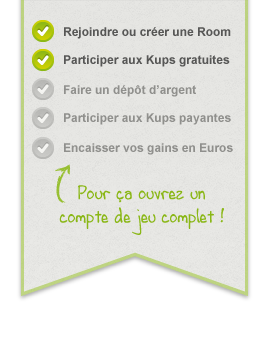 Rejoindre ou créer une Room
Participer aux Kups gratuites
Faire un dépôt d'argent
Participer aux Kups payantes
Encaisser vos gains en Euros
Pour ça ouvrez un
compte de jeu complet !